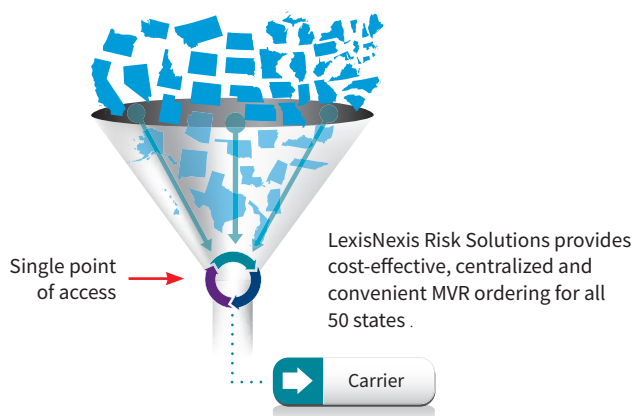 Single point
of access
LexisNexis Risk Solutions provides
cost-effective, centralized and
convenient MVR ordering for all
50 states .
Carrier